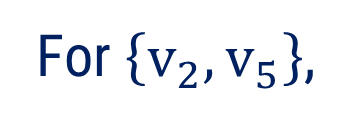 For {v₂, v₅},